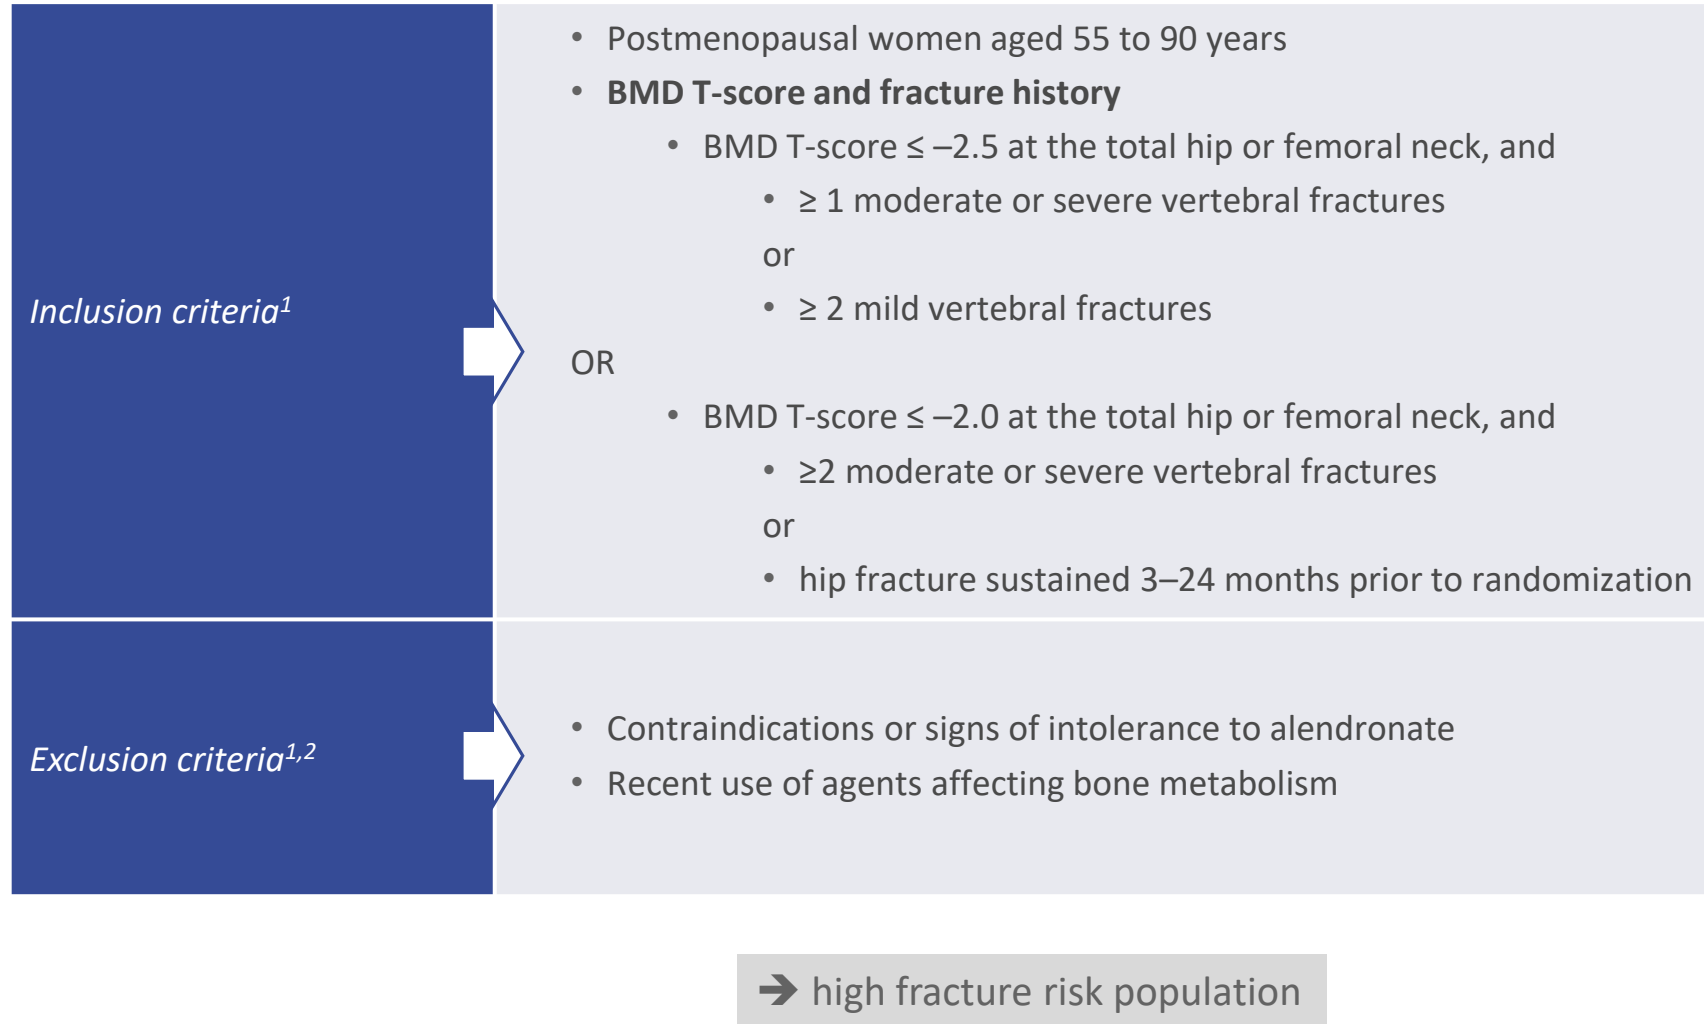 Inclusion criteria1
• Postmenopausal women aged 55 to 90 years
• BMD T-score and fracture history
• BMD T-score ≤ –2.5 at the total hip or femoral neck, and
• ≥ 1 moderate or severe vertebral fractures
or
• ≥ 2 mild vertebral fractures
OR
• BMD T-score ≤ –2.0 at the total hip or femoral neck, and
• ≥2 moderate or severe vertebral fractures
or
• hip fracture sustained 3–24 months prior to randomization
Exclusion criteria1,2
• Contraindications or signs of intolerance to alendronate
• Recent use of agents affecting bone metabolism
➔ high fracture risk population